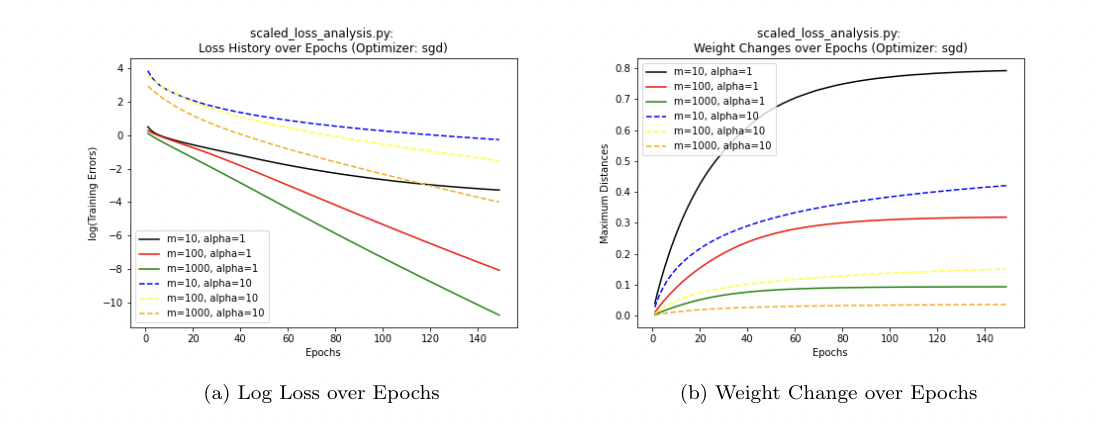 scaled_loss_analysis.py:
Loss History over Epochs (Optimizer: sgd)
log(Training Errors)
4
2
0
−2
−4
−6
−8
−10
m=10, alpha=1
m=100, alpha=1
m=1000, alpha=1
m=10, alpha=10
m=100, alpha=10
m=1000, alpha=10
0 20 40 60 80 100 120 140
Epochs
(a) Log Loss over Epochs
scaled_loss_analysis.py:
Weight Changes over Epochs (Optimizer: sgd)
Maximum Distances
0.8
0.7
0.6
0.5
0.4
0.3
0.2
0.1
0.0
m=10, alpha=1
m=100, alpha=1
m=1000, alpha=1
m=10, alpha=10
m=100, alpha=10
m=1000, alpha=10
0 20 40 60 80 100 120 140
Epochs
(b) Weight Change over Epochs